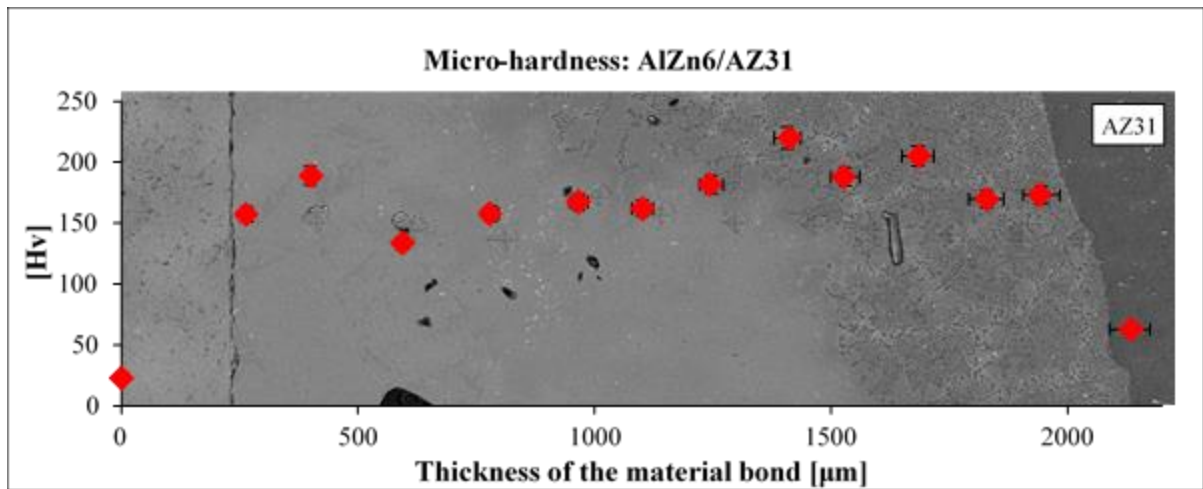 Micro-hardness: AlZn6/AZ31
250
AZ31
200
150
[Hv]
100
50
0
0 500 1000 1500 2000
Thickness of the material bond [µm]